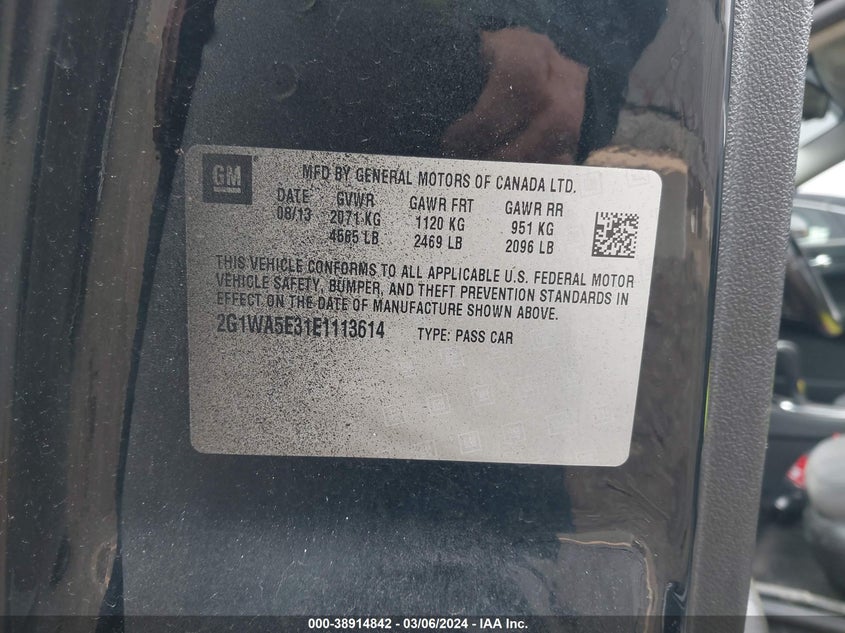 GM
MFD BY GENERAL MOTORS OF CANADA LTD.
DATE GVWR GAWR FRT GAWR RR
08/13 2071 KG 1120 KG 951 KG
4565 LB 2469 LB 2096 LB
THIS VEHICLE CONFORMS TO ALL APPLICABLE U.S. FEDERAL MOTOR
VEHICLE SAFETY, BUMPER, AND THEFT PREVENTION STANDARDS IN
EFFECT ON THE DATE OF MANUFACTURE SHOWN ABOVE.
2G1WA5E31E1113614 TYPE: PASS CAR
000-38914842 - 03/06/2024 - IAA Inc.